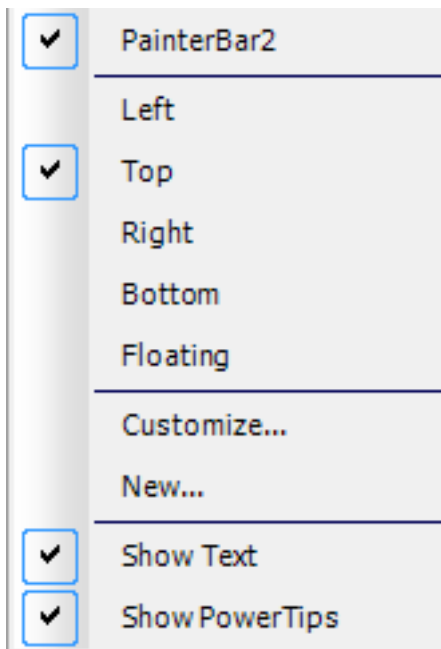 PainterBar2
Left
Top
Right
Bottom
Floating
Customize...
New...
Show Text
Show PowerTips